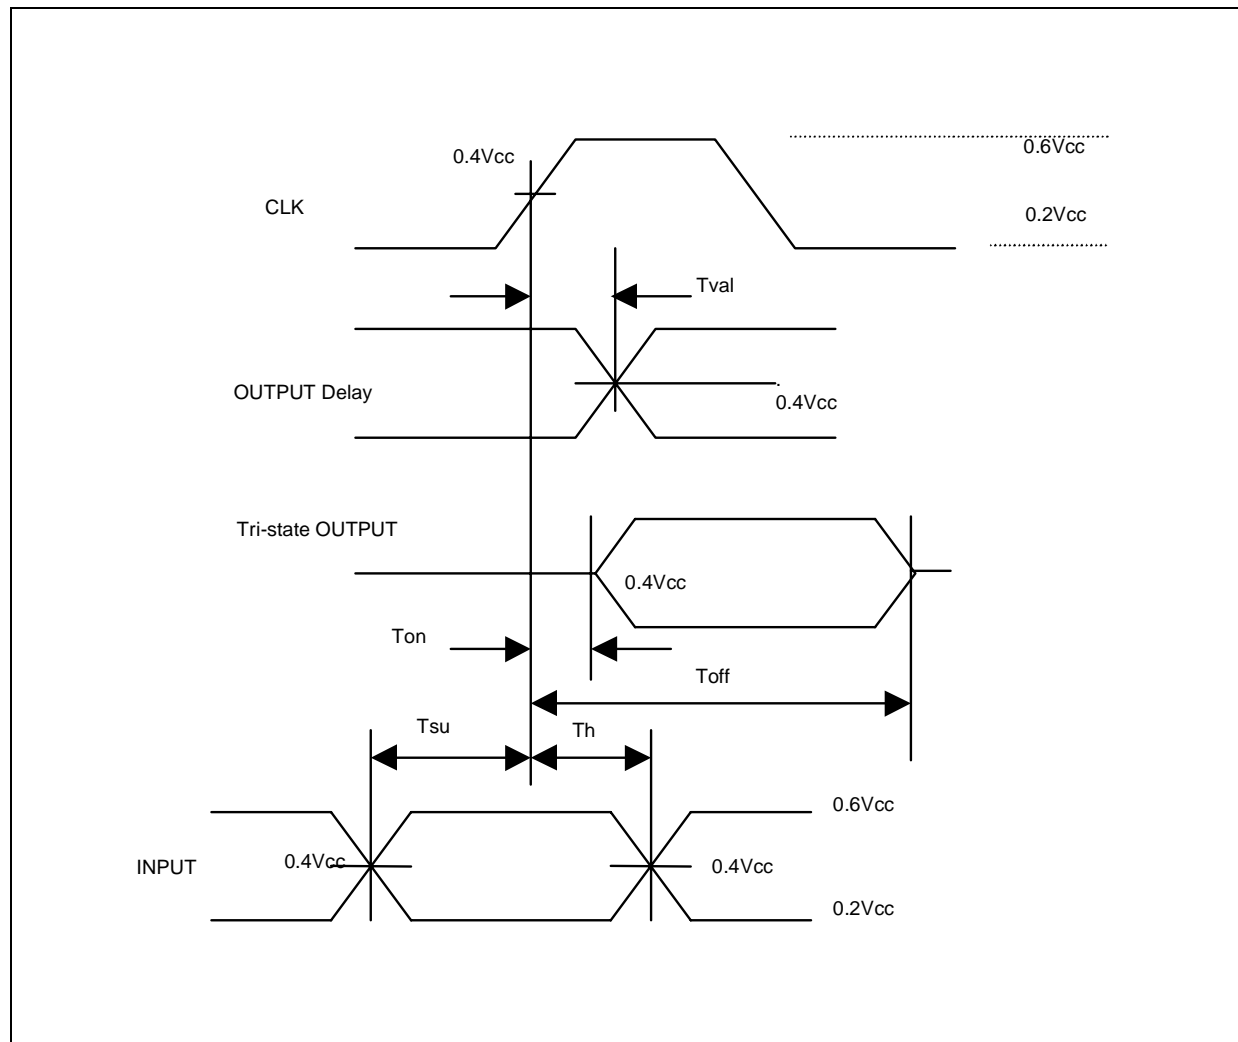 0.4Vcc
0.6Vcc
CLK
0.2Vcc
Tval
OUTPUT Delay
0.4Vcc
Tri-state OUTPUT
0.4Vcc
Ton
Toff
Tsu
Th
0.6Vcc
INPUT
0.4Vcc
0.4Vcc
0.2Vcc